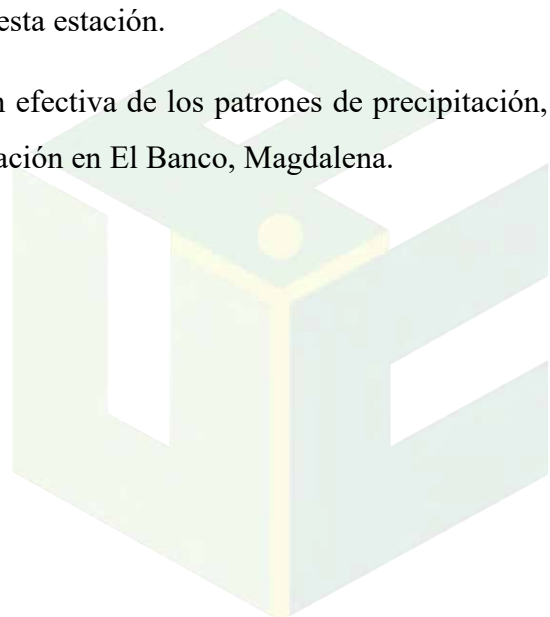 esta estación.
n efectiva de los patrones de precipitación,
ación en El Banco, Magdalena.